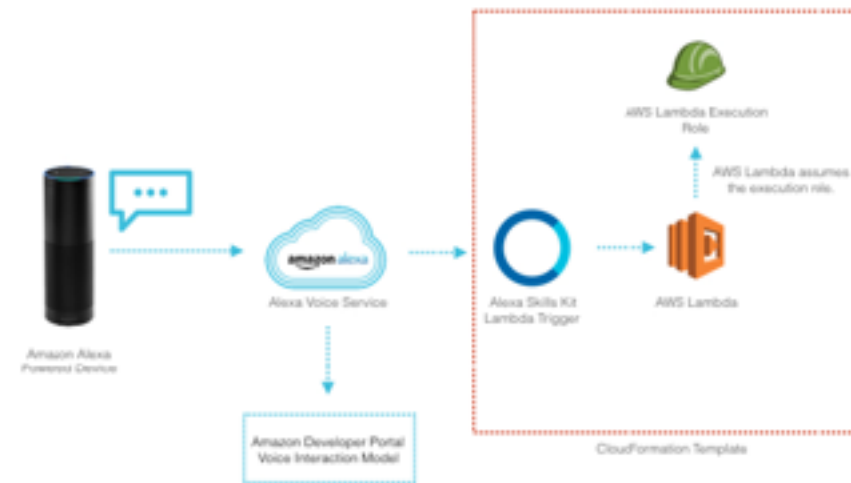 AWS Lambda Execution
Role
AWS Lambda assumes
the execution role.
amazon alexa
Alexa Voice Service
Alexa Skills Kit
Lambda Trigger
AWS Lambda
Amazon Alexa
Powered Device
Amazon Developer Portal
Voice Interaction Model
CloudFormation Template